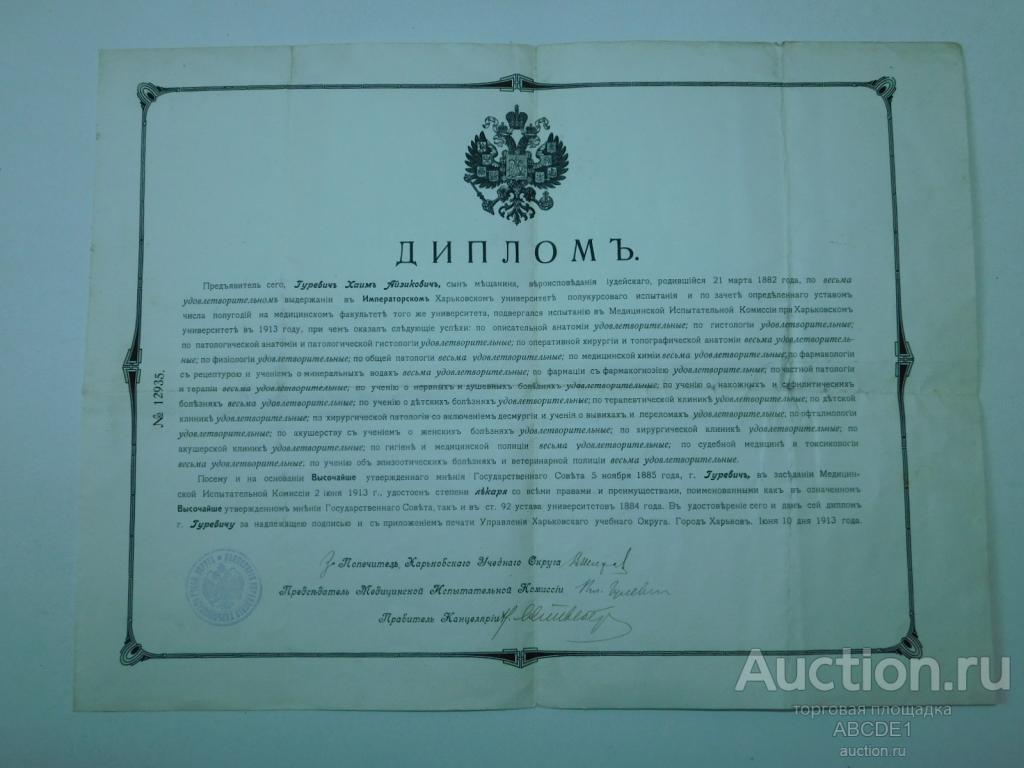 ДИПЛОМЪ.
Предъявитель сего, Гуревичъ Хаимъ Айзиковичъ, сынъ мѣщанина, вѣроисповѣданія іудейскаго, родившійся 21 марта 1882 года, по весьма
удовлетворительномъ выдержаніи въ Императорскомъ Харьковскомъ университетѣ полукурсоваго испытанія и по зачетѣ опредѣленнаго уставомъ
числа полугодій на медицинскомъ факультетѣ того же университета, подвергался испытанію въ Медицинской Испытательной Комиссіи при Харьковскомъ
университетѣ въ 1913 году, при чемъ оказалъ слѣдующіе успѣхи: по описательной анатоміи удовлетворительные; по гистологіи удовлетворительные;
по патологической анатоміи и патологической гистологіи удовлетворительные; по оперативной хирургіи и топографической анатоміи весьма удовлетворитель-
ные; по физіологіи удовлетворительные; по общей патологіи весьма удовлетворительные; по медицинской химіи весьма удовлетворительные; по фармакологіи
съ рецептурою и ученіемъ о минеральныхъ водахъ весьма удовлетворительные; по фармаціи съ фармакогнозіею удовлетворительные; по частной патологіи
и терапіи весьма удовлетворительные; по ученію о нервныхъ и душевныхъ болѣзняхъ удовлетворительные; по ученію о накожныхъ и сифилитическихъ
болѣзняхъ весьма удовлетворительные; по ученію о дѣтскихъ болѣзняхъ удовлетворительные; по терапевтической клиникѣ удовлетворительные; по дѣтской
клиникѣ удовлетворительные; по хирургической патологіи со включеніемъ десмургіи и ученія о вывихахъ и переломахъ удовлетворительные; по офталмологіи
удовлетворительные; по акушерству съ ученіемъ о женскихъ болѣзняхъ удовлетворительные; по хирургической клиникѣ удовлетворительные; по
акушерской клиникѣ удовлетворительные; по гигіенѣ и медицинской полиціи весьма удовлетворительные; по судебной медицинѣ и токсикологіи
весьма удовлетворительные; по ученію объ эпизоотическихъ болѣзняхъ и ветеринарной полиціи весьма удовлетворительные.
Посему и на основаніи Высочайше утвержденнаго мнѣнія Государственнаго Совѣта 5 ноября 1885 года, г. Гуревичъ, въ засѣданіи Медицин-
ской Испытательной Комиссіи 2 іюня 1913 г., удостоенъ степени лѣкаря со всѣми правами и преимуществами, поименованными какъ въ означенномъ
Высочайше утвержденномъ мнѣніи Государственнаго Совѣта, такъ и въ ст. 92 устава университетовъ 1884 года. Въ удостовѣреніе сего и данъ сей дипломъ
г. Гуревичу за надлежащею подписью и съ приложеніемъ печати Управленія Харьковскаго учебнаго Округа. Городъ Харьковъ. Іюня 10 дня 1913 года.
№ 12935.
За Попечитель Харьковскаго Учебнаго Округа
Предсѣдатель Медицинской Испытательной Комиссіи
Правитель Канцеляріи
Auction.ru
торговая площадка
ABCDE1
auction.ru